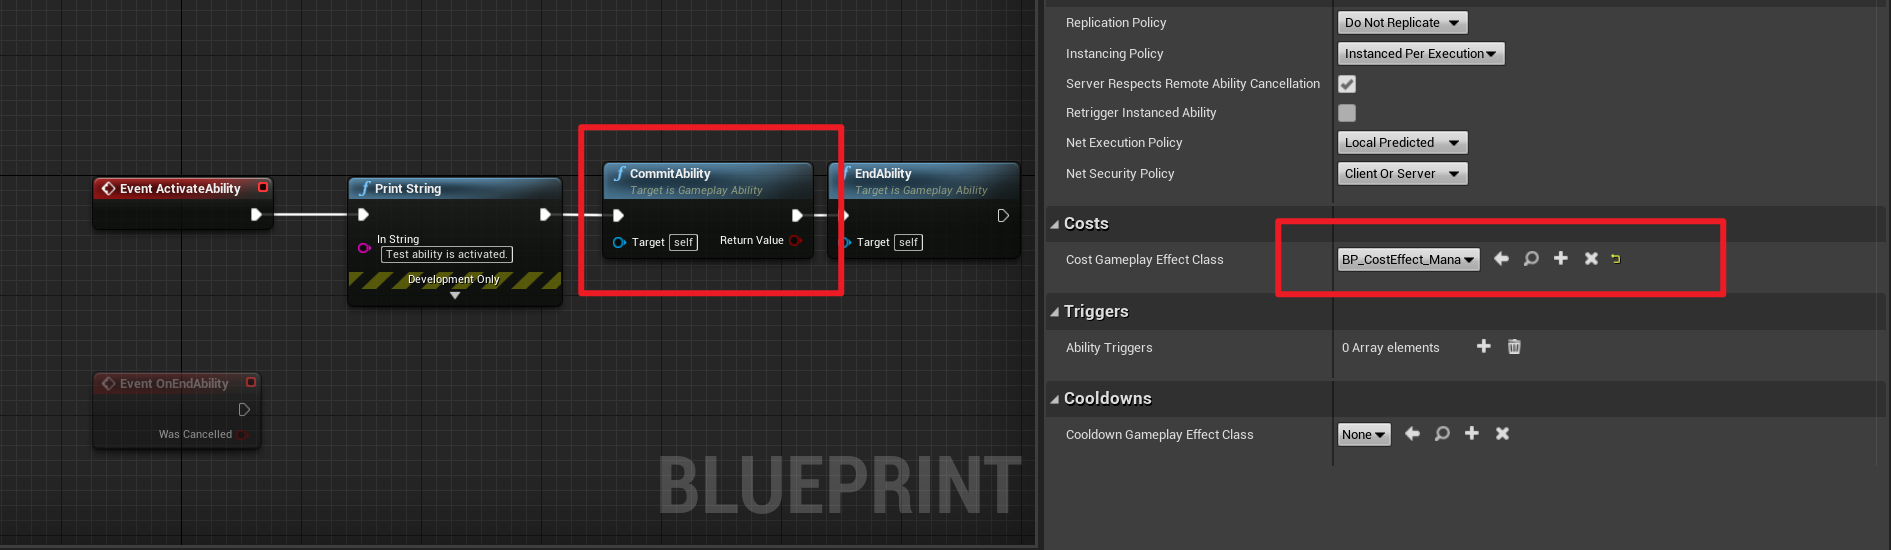 Event ActivateAbility
Print String
In String
Test ability is activated.
Development Only
CommitAbility
Target is Gameplay Ability
Target self Return Value
EndAbility
Target is Gameplay Ability
Target self
Event OnEndAbility
Was Cancelled
BLUEPRINT
Replication Policy Do Not Replicate
Instancing Policy Instanced Per Execution
Server Respects Remote Ability Cancellation
Retrigger Instanced Ability
Net Execution Policy Local Predicted
Net Security Policy Client Or Server
Costs
Cost Gameplay Effect Class BP_CostEffect_Mana
Triggers
Ability Triggers 0 Array elements
Cooldowns
Cooldown Gameplay Effect Class None